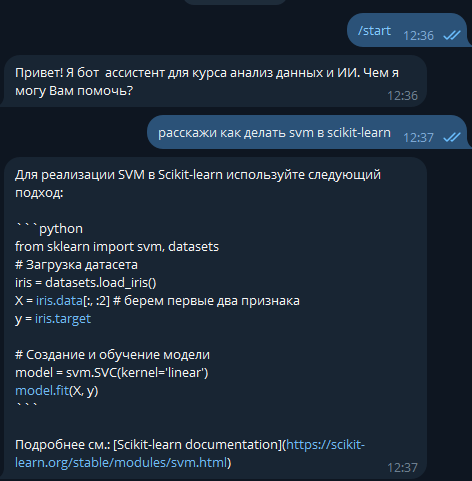 /start 12:36
Привет! Я бот ассистент для курса анализ данных и ИИ. Чем я
могу Вам помочь?
12:36
расскажи как делать svm в scikit-learn 12:37
Для реализации SVM в Scikit-learn используйте следующий
подход:
```python
from sklearn import svm, datasets
# Загрузка датасета
iris = datasets.load_iris()
X = iris.data[:, :2] # берем первые два признака
y = iris.target
# Создание и обучение модели
model = svm.SVC(kernel='linear')
model.fit(X, y)
```
Подробнее см.: [Scikit-learn documentation](https://scikit-
learn.org/stable/modules/svm.html)
12:37